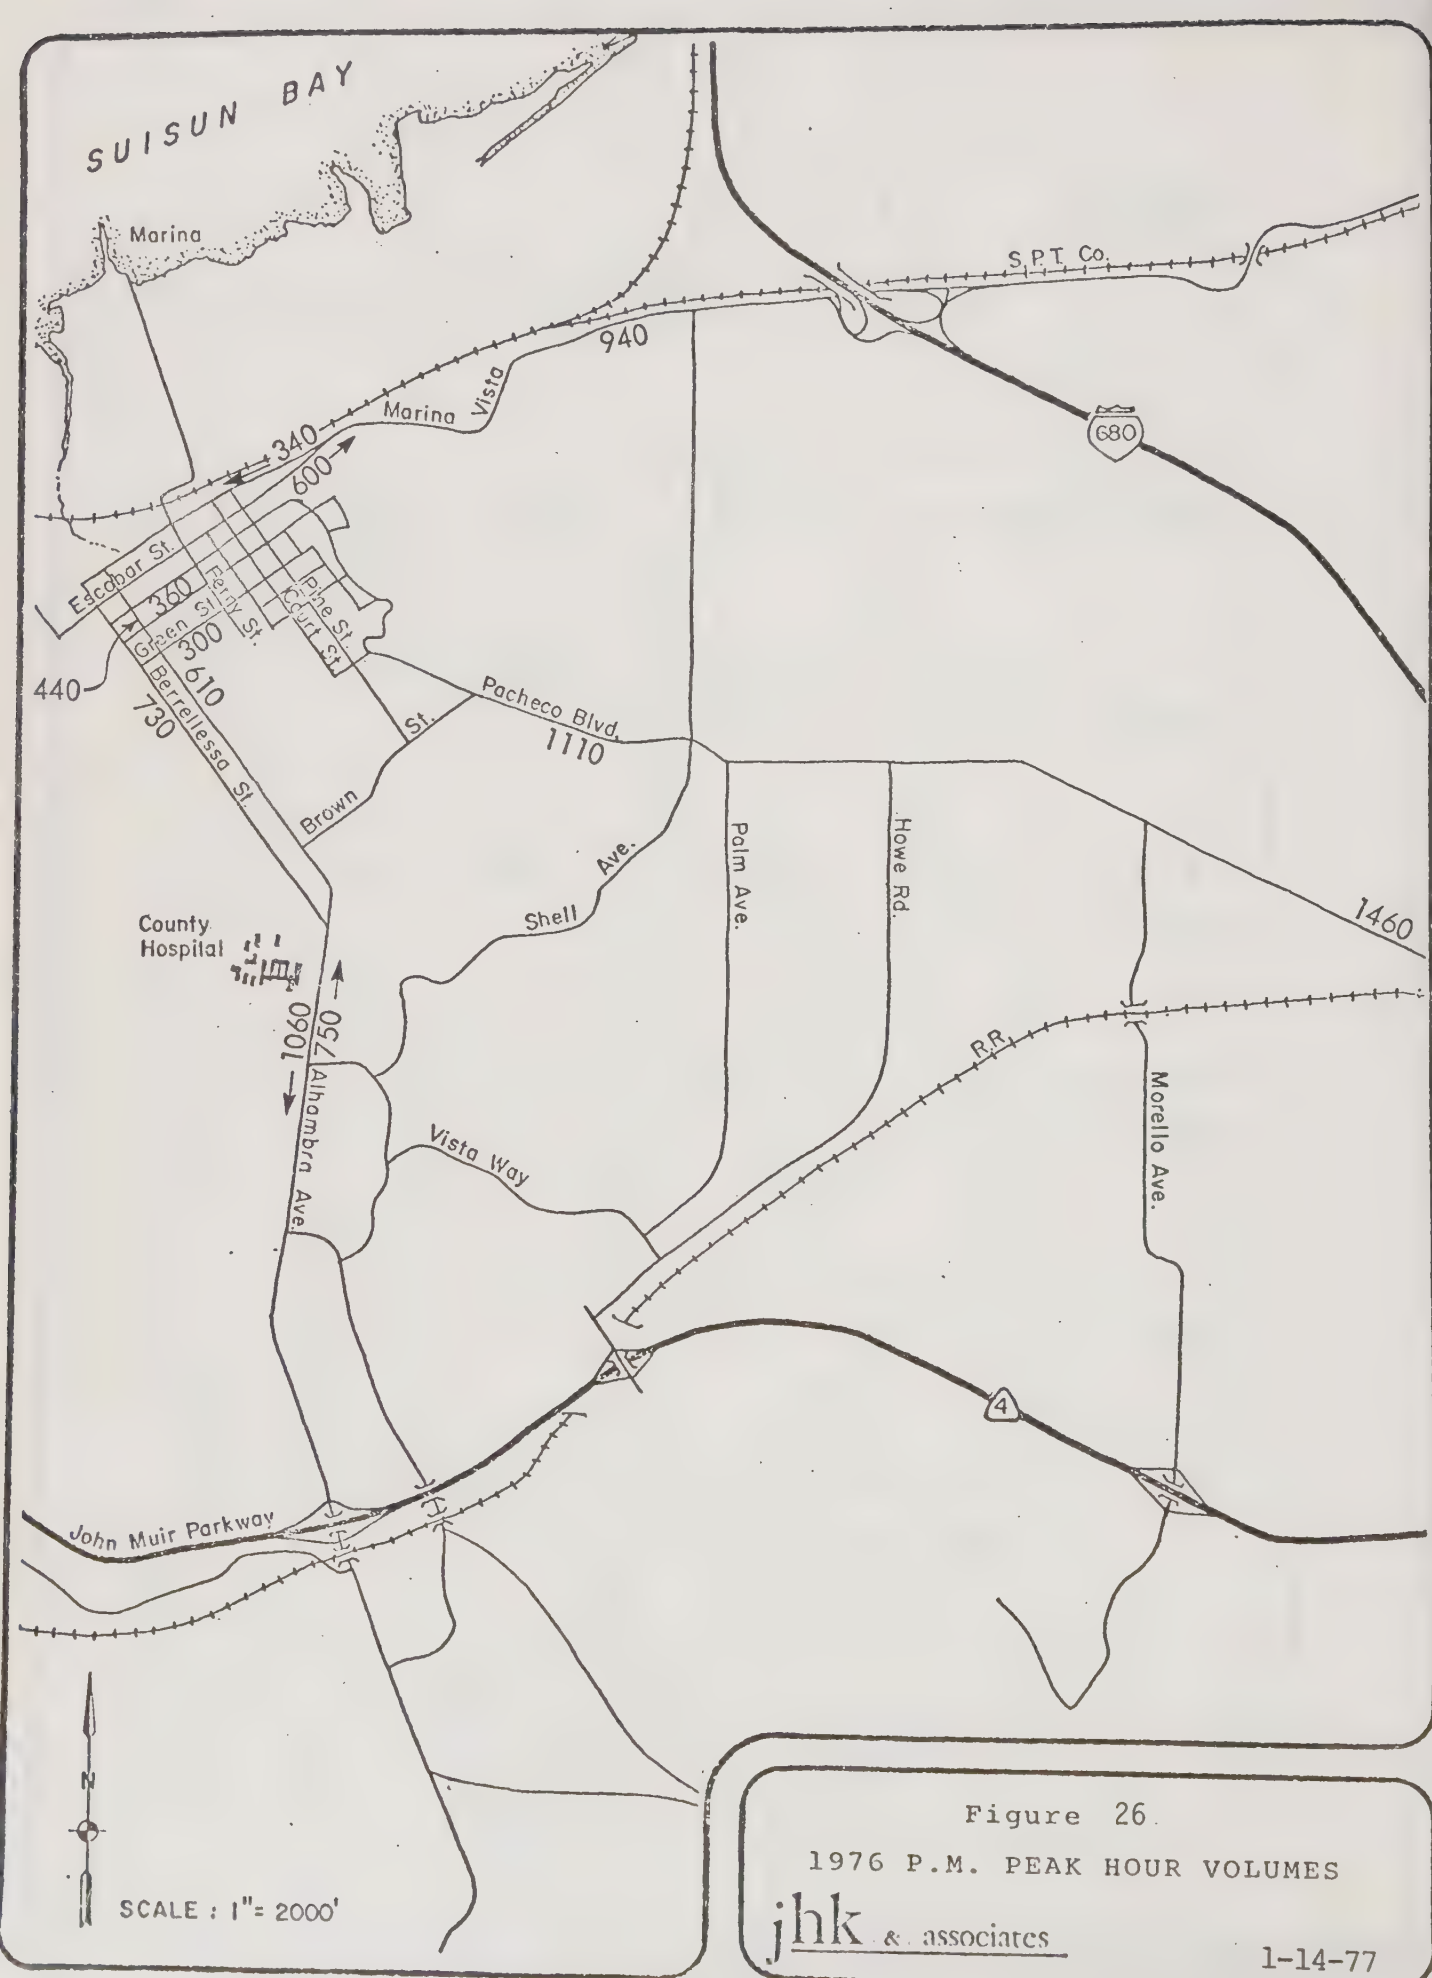 SUISUN BAY
Marina
S.P.T. Co.
940
Marina Vista
680
340
600
Escobar St.
360
Ferry St.
Pine St.
Court St.
Green St.
300
440
610
Berrellessa St.
730
Pacheco Blvd.
1110
Brown St.
Palm Ave.
Howe Rd.
Shell Ave.
1460
County
Hospital
1060
750
R.R.
Alhambra Ave.
Vista Way
Morello Ave.
4
John Muir Parkway
N
SCALE : 1"= 2000'
Figure 26.
1976 P.M. PEAK HOUR VOLUMES
jhk & associates
1-14-77